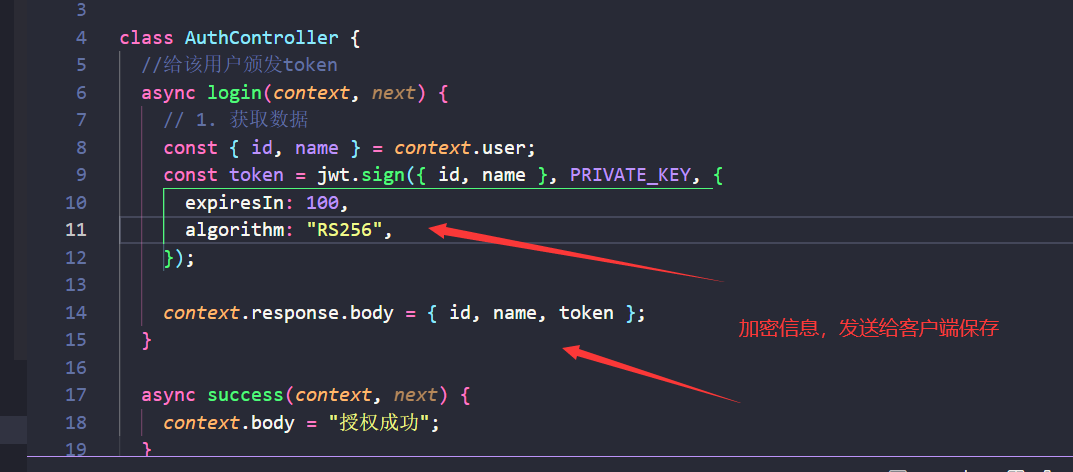 3
4 class AuthController {
5 //给该用户颁发token
6 async login(context, next) {
7 // 1. 获取数据
8 const { id, name } = context.user;
9 const token = jwt.sign({ id, name }, PRIVATE_KEY, {
10 expiresIn: 100,
11 algorithm: "RS256",
12 });
13
14 context.response.body = { id, name, token };
加密信息，发送给客户端保存
15 }
16
17 async success(context, next) {
18 context.body = "授权成功";
19 }